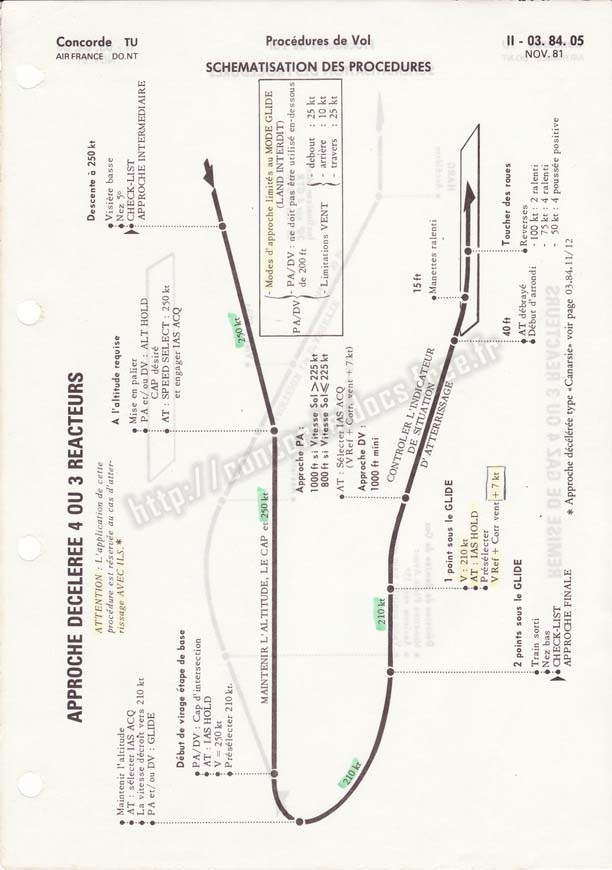 Concorde TU
AIR FRANCE DO.NT
Procédures de Vol
II - 03. 84. 05
NOV. 81
SCHEMATISATION DES PROCEDURES
APPROCHE DECELEREE 4 OU 3 REACTEURS
ATTENTION : L'application de cette
procédure est réservée au cas d'atter-
rissage AVEC ILS. *
Descente à 250 kt
Visière basse
Nez 5°
CHECK-LIST
APPROCHE INTERMEDIAIRE
A l'altitude requise
Mise en palier
PA et/ou DV : ALT HOLD
CAP désiré
AT : SPEED SELECT : 250 kt
et engager IAS ACQ
250 kt
MAINTENIR L'ALTITUDE, LE CAP et 250 kt
Début de virage étape de base
PA/DV : Cap d'intersection
AT : IAS HOLD
V = 250 kt
Présélecter 210 kt.
Maintenir l'altitude
AT : sélecter IAS ACQ
La vitesse décroît vers 210 kt
PA et/ou DV : GLIDE
210 kt
2 points sous le GLIDE
Train sorti
Nez bas
CHECK-LIST
APPROCHE FINALE
210 kt
1 point sous le GLIDE
V : 210 kt
AT : IAS HOLD
Présélecter
V Ref + Corr vent + 7 kt
Approche PA :
1000 ft si Vitesse Sol > 225 kt
800 ft si Vitesse Sol ≤ 225 kt
AT : Sélecter IAS ACQ
(V Ref + Corr. vent + 7 kt)
Approche DV :
1000 ft mini
CONTROLER L'INDICATEUR
DE SITUATION
D'ATTERRISSAGE
- Modes d'approche limités au MODE GLIDE
(LAND INTERDIT)
PA/DV
- PA/DV : ne doit pas être utilisé en-dessous
de 200 ft
- Limitations VENT
- debout : 25 kt
- arrière : 10 kt
- travers : 25 kt
40 ft
AT débrayé
Début d'arrondi
15 ft
Manettes ralenti
Toucher des roues
Reverses
- 100 kt : 2 ralenti
- 75 kt : 4 ralenti
- 50 kt : 4 poussée positive
* Approche décélérée type «Canarsie» voir page 03.84.11/12
REMISE DE GAZ 4 OU 3 REACTEURS